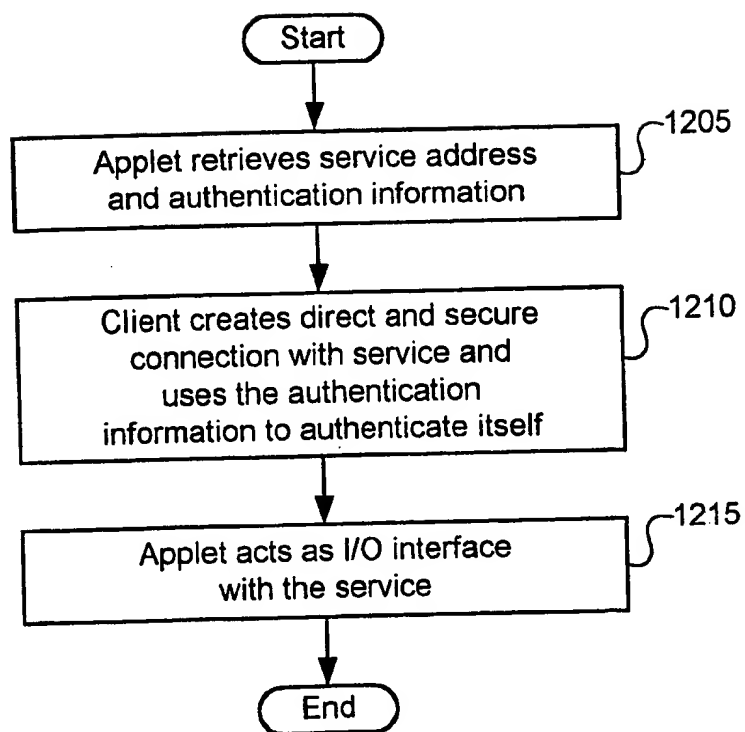 Start
Applet retrieves service address
and authentication information
1205
Client creates direct and secure
connection with service and
uses the authentication
information to authenticate itself
1210
Applet acts as I/O interface
with the service
1215
End